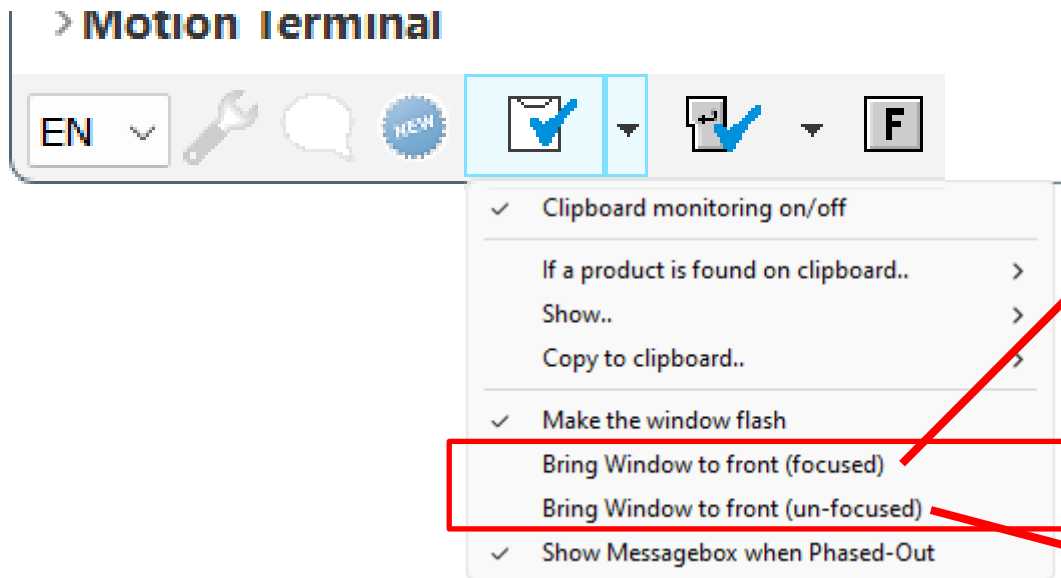 > Motion Terminal
EN
NEW
F
Clipboard monitoring on/off
If a product is found on clipboard..
Show..
Copy to clipboard..
Make the window flash
Bring Window to front (focused)
Bring Window to front (un-focused)
Show Messagebox when Phased-Out